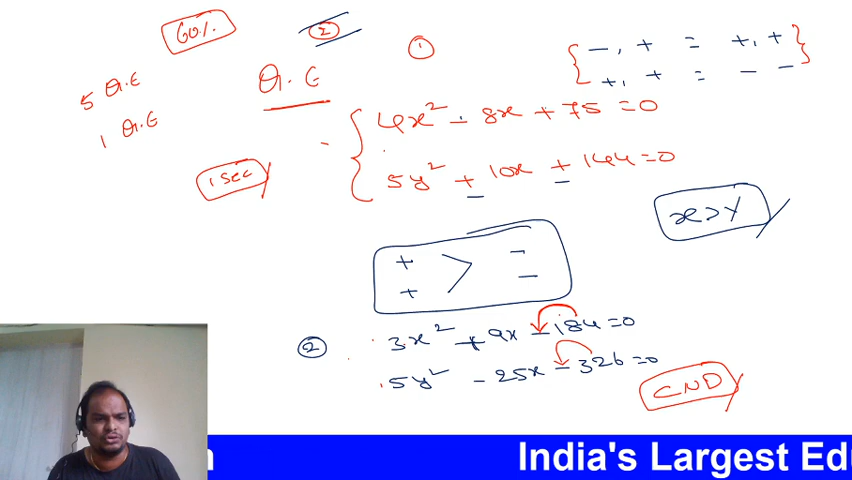 60%
2
1
-, + = +, +
+, + = - -
5 Q.E
Q.E
1 Q.E
4x² - 8x + 75 = 0
5y² + 10x + 144 = 0
1 sec
x > y
+ > -
+ -
2
3x² + 9x - 184 = 0
5y² - 25x - 326 = 0
CND
n India's Largest Edu